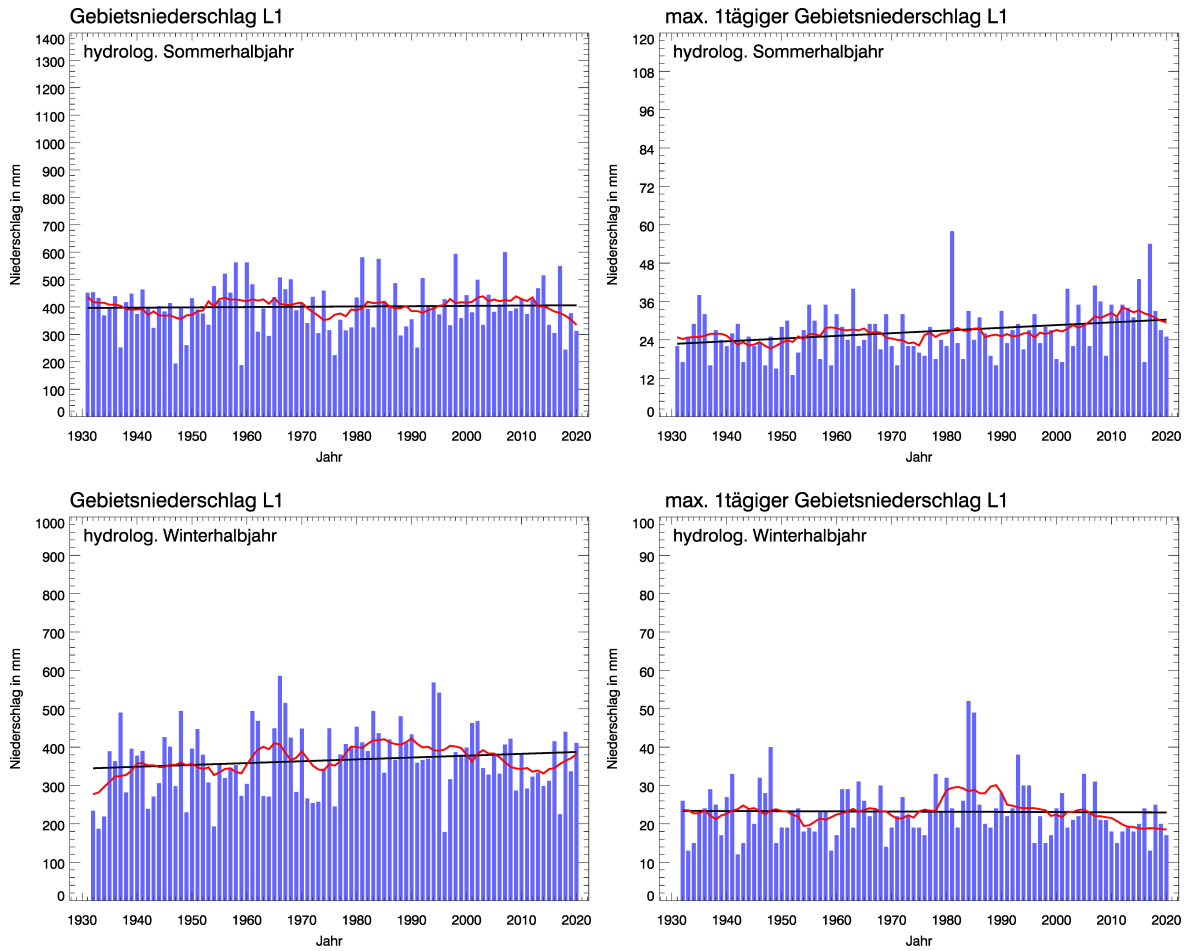 Gebietsniederschlag L1
hydrolog. Sommerhalbjahr
Niederschlag in mm
1400
1300
1200
1100
1000
900
800
700
600
500
400
300
200
100
0
1930 1940 1950 1960 1970 1980 1990 2000 2010 2020
Jahr
max. 1tägiger Gebietsniederschlag L1
hydrolog. Sommerhalbjahr
Niederschlag in mm
120
108
96
84
72
60
48
36
24
12
0
1930 1940 1950 1960 1970 1980 1990 2000 2010 2020
Jahr
Gebietsniederschlag L1
hydrolog. Winterhalbjahr
Niederschlag in mm
1000
900
800
700
600
500
400
300
200
100
0
1930 1940 1950 1960 1970 1980 1990 2000 2010 2020
Jahr
max. 1tägiger Gebietsniederschlag L1
hydrolog. Winterhalbjahr
Niederschlag in mm
100
90
80
70
60
50
40
30
20
10
0
1930 1940 1950 1960 1970 1980 1990 2000 2010 2020
Jahr